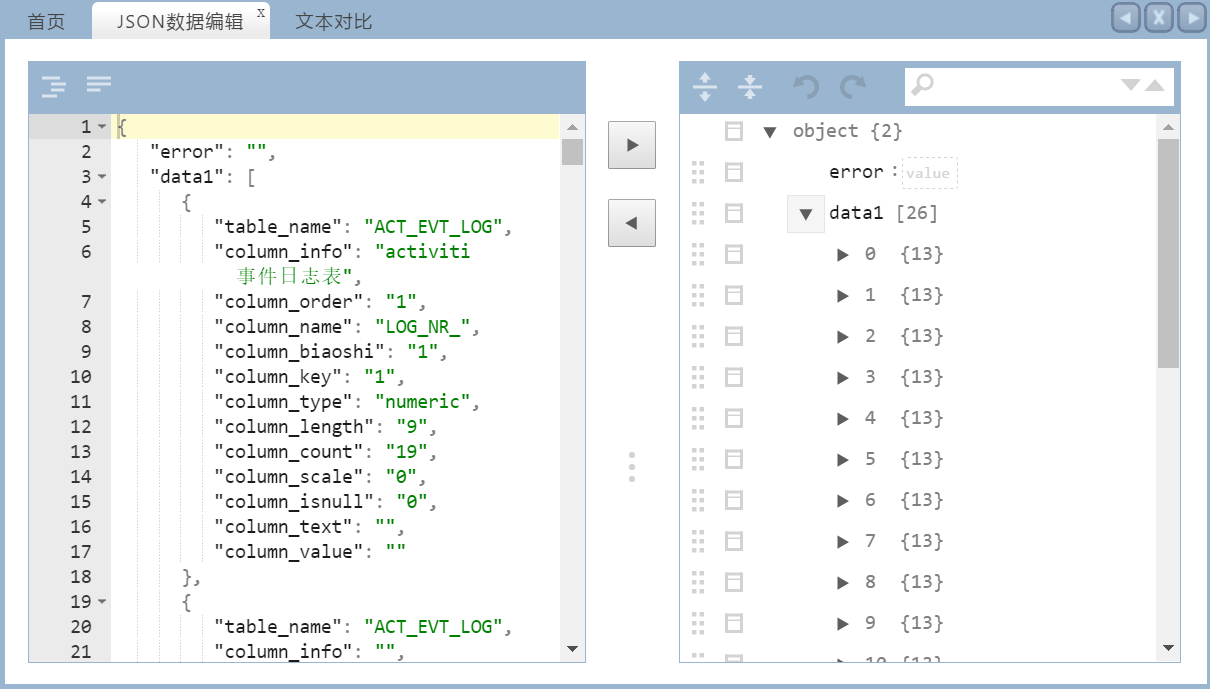 首页 JSON数据编辑 x 文本对比
X
1 {
2 "error": "",
3 "data1": [
4 {
5 "table_name": "ACT_EVT_LOG",
6 "column_info": "activiti
事件日志表",
7 "column_order": "1",
8 "column_name": "LOG_NR_",
9 "column_biaoshi": "1",
10 "column_key": "1",
11 "column_type": "numeric",
12 "column_length": "9",
13 "column_count": "19",
14 "column_scale": "0",
15 "column_isnull": "0",
16 "column_text": "",
17 "column_value": ""
18 },
19 {
20 "table_name": "ACT_EVT_LOG",
21 "column_info": "",
object {2}
error : value
data1 [26]
0 {13}
1 {13}
2 {13}
3 {13}
4 {13}
5 {13}
6 {13}
7 {13}
8 {13}
9 {13}
10 {13}